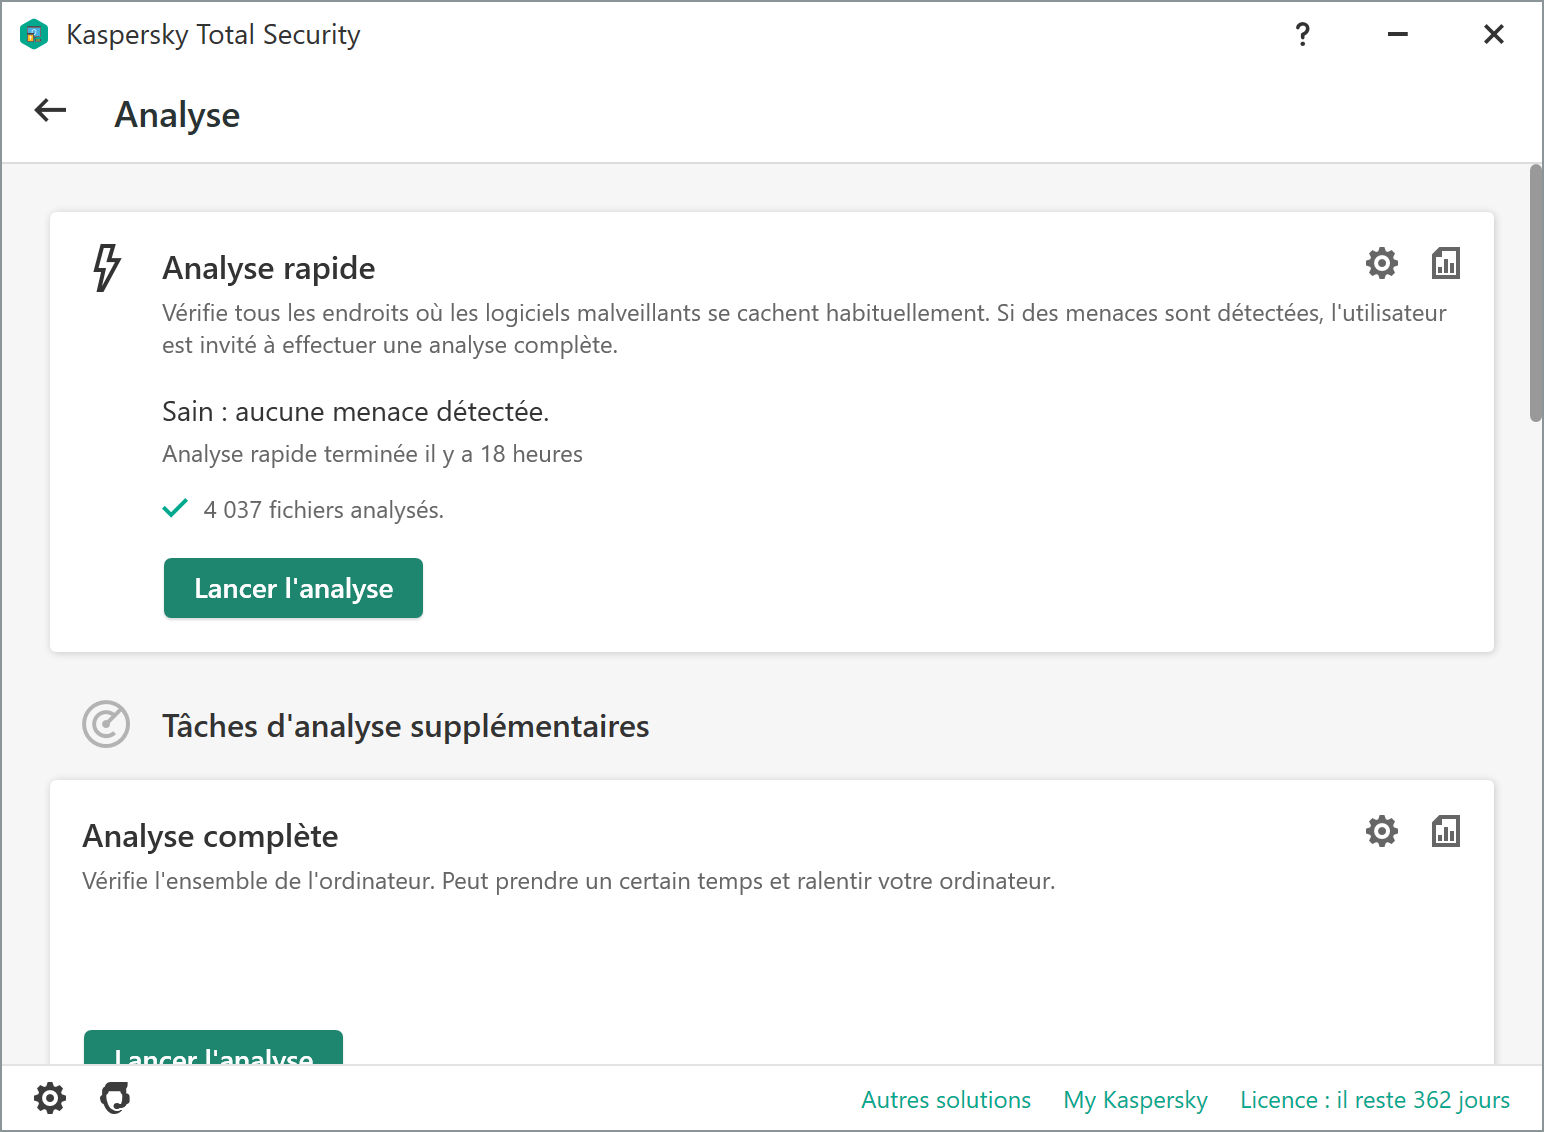 Kaspersky Total Security
Analyse
Analyse rapide
Vérifie tous les endroits où les logiciels malveillants se cachent habituellement. Si des menaces sont détectées, l'utilisateur
est invité à effectuer une analyse complète.
Sain : aucune menace détectée.
Analyse rapide terminée il y a 18 heures
4 037 fichiers analysés.
Lancer l'analyse
Tâches d'analyse supplémentaires
Analyse complète
Vérifie l'ensemble de l'ordinateur. Peut prendre un certain temps et ralentir votre ordinateur.
Lancer l'analyse
Autres solutions My Kaspersky Licence : il reste 362 jours